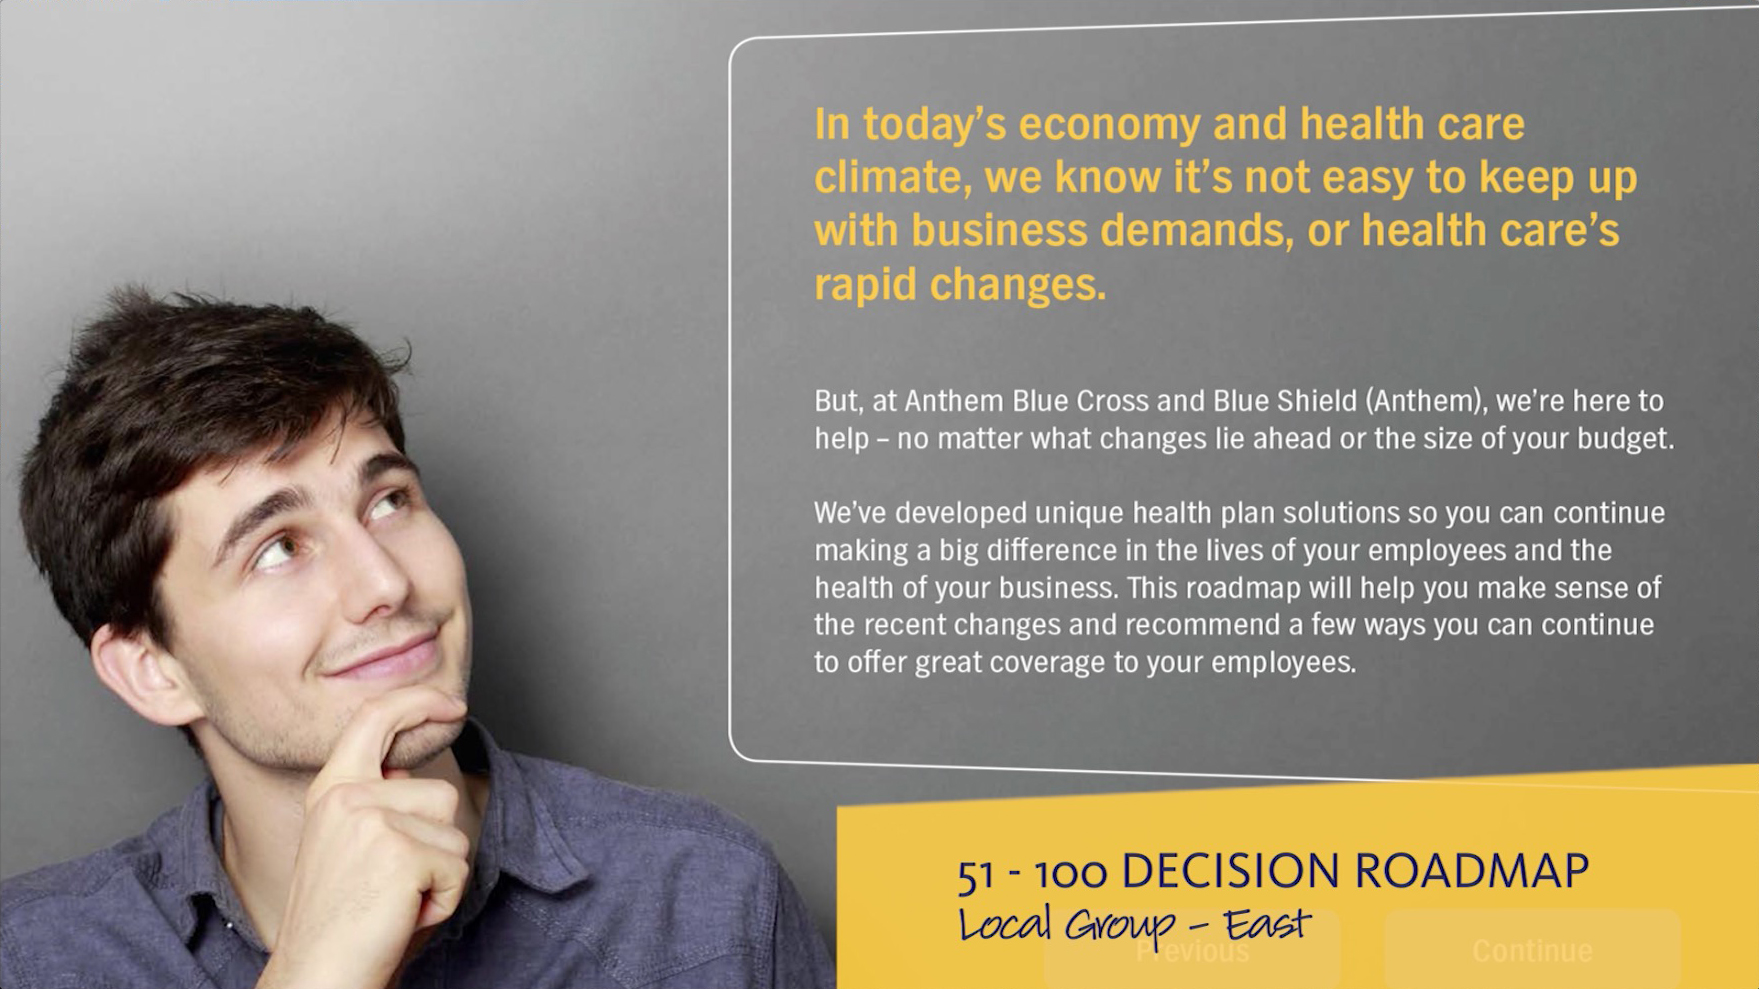 In today’s economy and health care
climate, we know it’s not easy to keep up
with business demands, or health care’s
rapid changes.
But, at Anthem Blue Cross and Blue Shield (Anthem), we’re here to
help – no matter what changes lie ahead or the size of your budget.
We’ve developed unique health plan solutions so you can continue
making a big difference in the lives of your employees and the
health of your business. This roadmap will help you make sense of
the recent changes and recommend a few ways you can continue
to offer great coverage to your employees.
51 - 100 DECISION ROADMAP
Local Group - East
Previous
Continue